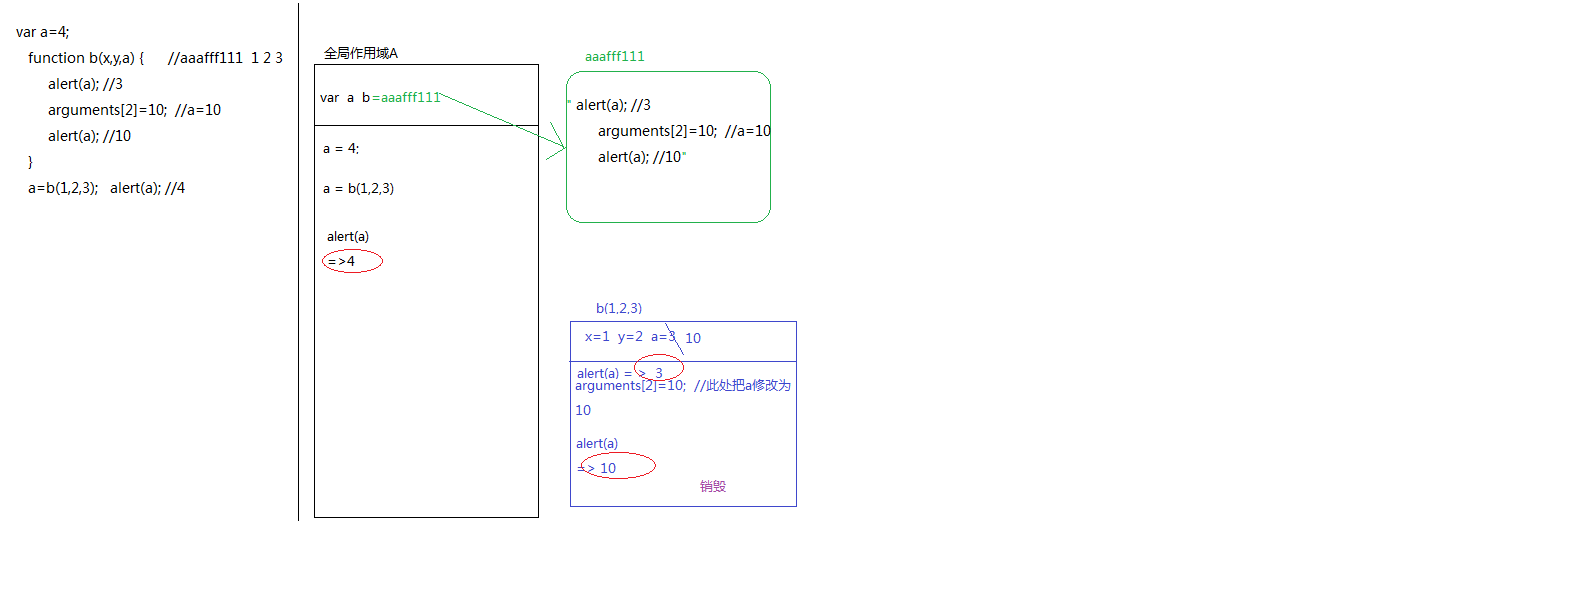 var a=4;
function b(x,y,a) { //aaafff111 1 2 3
alert(a); //3
arguments[2]=10; //a=10
alert(a); //10
}
a=b(1,2,3); alert(a); //4
全局作用域A
var a b=aaafff111
a = 4;
a = b(1,2,3)
alert(a)
=>4
aaafff111
" alert(a); //3
arguments[2]=10; //a=10
alert(a); //10"
b(1,2,3)
x=1 y=2 a=3 10
alert(a) = > 3
arguments[2]=10; //此处把a修改为
10
alert(a)
=> 10
销毁